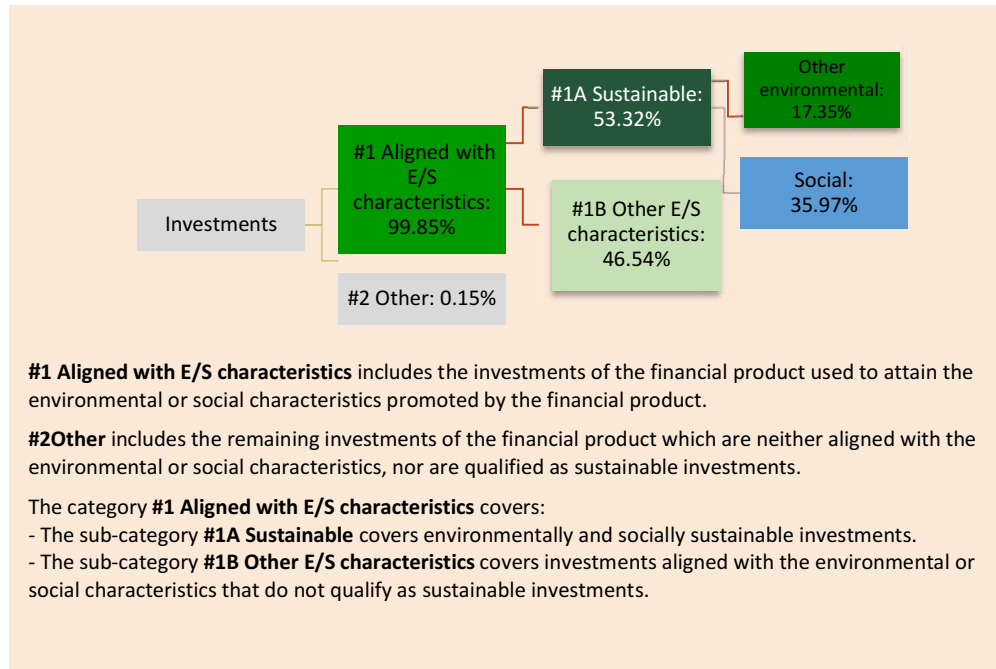 Investments
#1 Aligned with
E/S
characteristics:
99.85%
#2 Other: 0.15%
#1A Sustainable:
53.32%
#1B Other E/S
characteristics:
46.54%
Other
environmental:
17.35%
Social:
35.97%
#1 Aligned with E/S characteristics includes the investments of the financial product used to attain the
environmental or social characteristics promoted by the financial product.
#2Other includes the remaining investments of the financial product which are neither aligned with the
environmental or social characteristics, nor are qualified as sustainable investments.
The category #1 Aligned with E/S characteristics covers:
- The sub-category #1A Sustainable covers environmentally and socially sustainable investments.
- The sub-category #1B Other E/S characteristics covers investments aligned with the environmental or
social characteristics that do not qualify as sustainable investments.